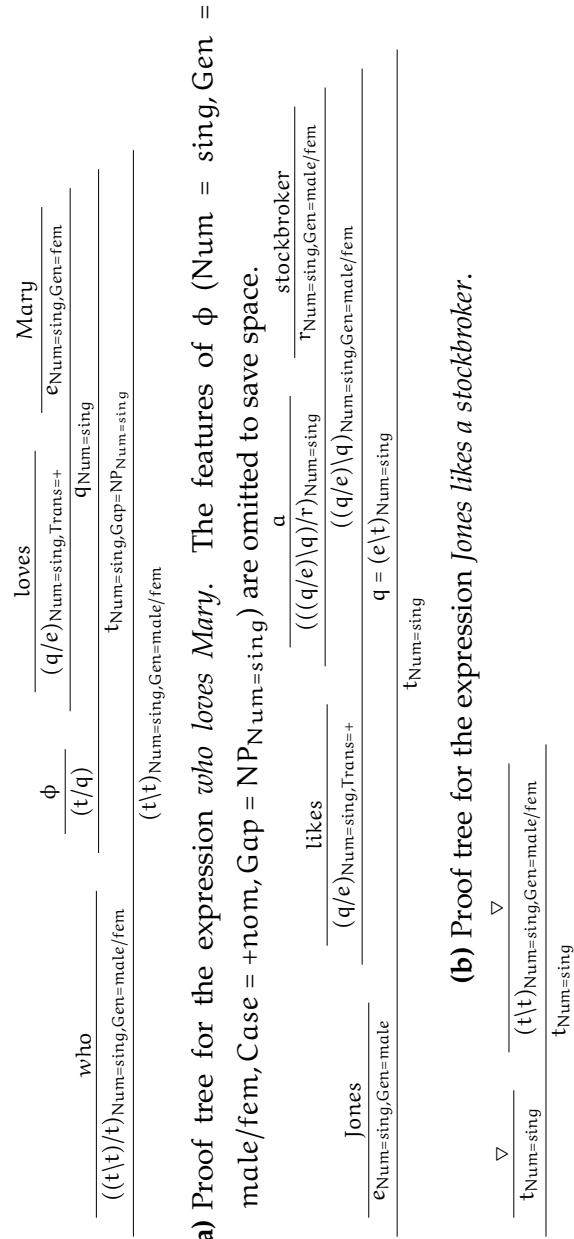 who φ loves Mary
((t\t)/t)Num=sing,Gen=male/fem (t/q) (q/e)Num=sing,Trans=+ eNum=sing,Gen=fem
qNum=sing
tNum=sing,Gap=NPNum=sing
(t\t)Num=sing,Gen=male/fem
a) Proof tree for the expression who loves Mary. The features of φ (Num = sing, Gen =
male/fem, Case = +nom, Gap = NPNum=sing) are omitted to save space.
Jones likes a stockbroker
eNum=sing,Gen=male (q/e)Num=sing,Trans=+ (((q/e)\q)/r)Num=sing rNum=sing,Gen=male/fem
((q/e)\q)Num=sing,Gen=male/fem
q = (e\t)Num=sing
tNum=sing
(b) Proof tree for the expression Jones likes a stockbroker.
▽ ▽
tNum=sing (t\t)Num=sing,Gen=male/fem
tNum=sing